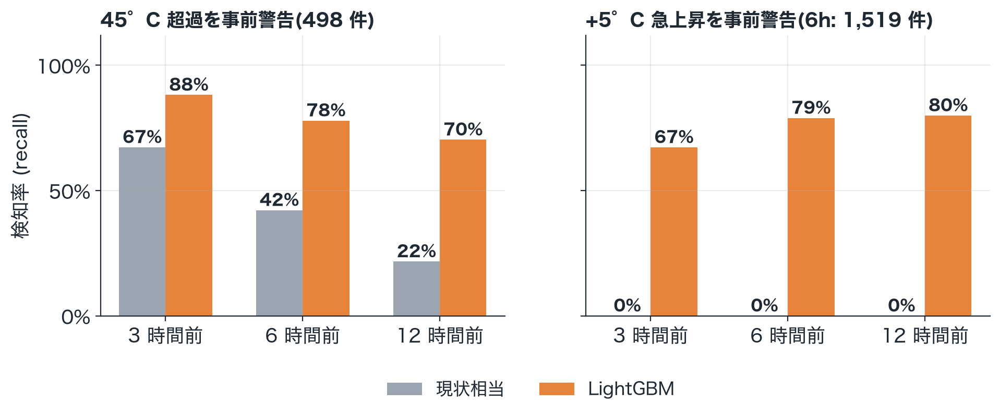 45°C 超過を事前警告(498 件)
検知率 (recall)
100%
50%
0%
67%
88%
42%
78%
22%
70%
3 時間前
6 時間前
12 時間前
+5°C 急上昇を事前警告(6h: 1,519 件)
0%
67%
0%
79%
0%
80%
3 時間前
6 時間前
12 時間前
現状相当
LightGBM